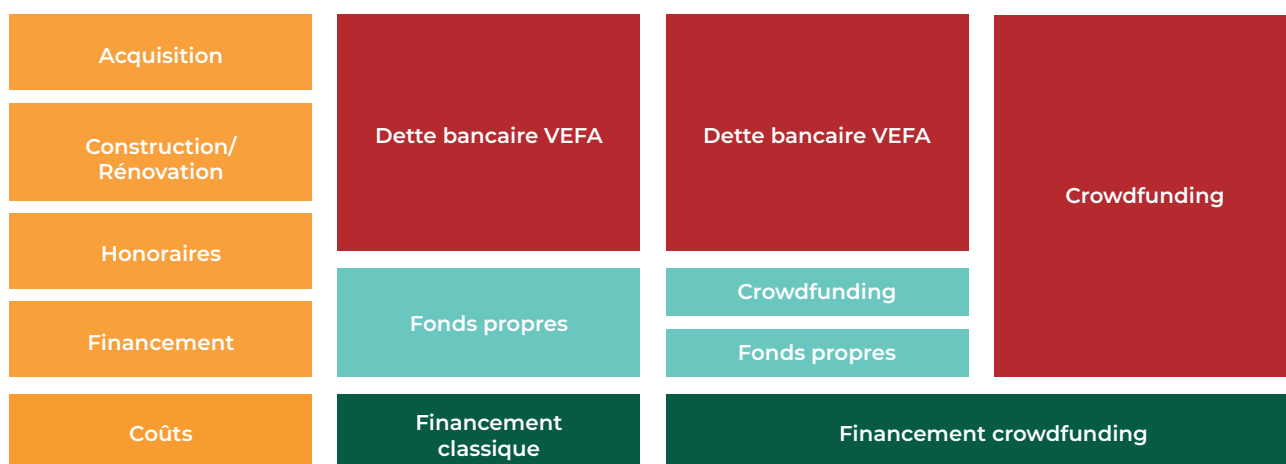 Acquisition
Construction/
Rénovation
Honoraires
Financement
Coûts
Dette bancaire VEFA
Fonds propres
Financement
classique
Dette bancaire VEFA
Crowdfunding
Fonds propres
Crowdfunding
Financement crowdfunding